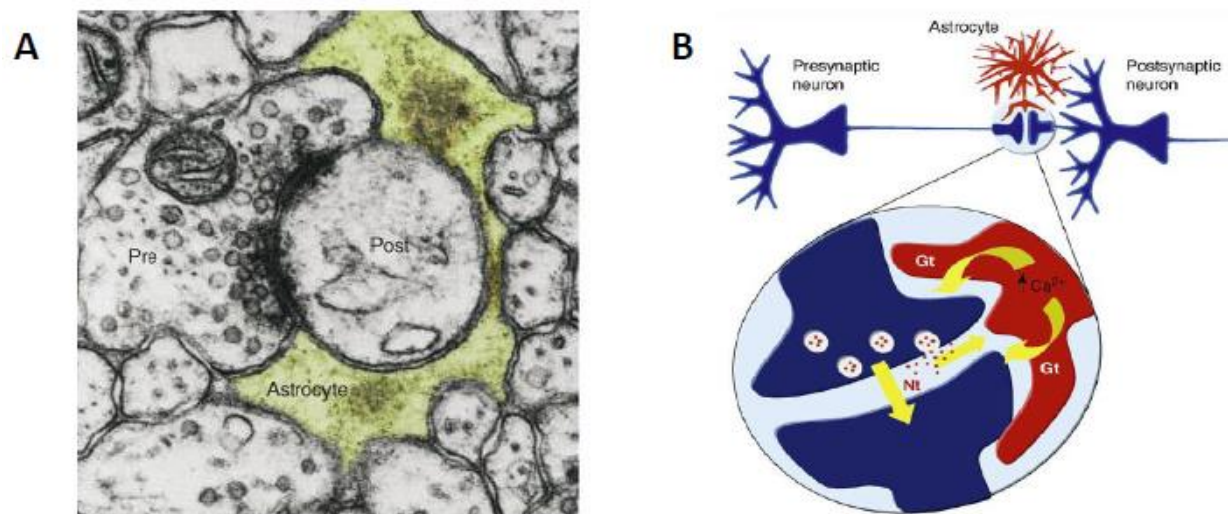 A
Pre
Post
Astrocyte
B
Astrocyte
Presynaptic
neuron
Postsynaptic
neuron
Gt
Ca²⁺
Gt
Nt